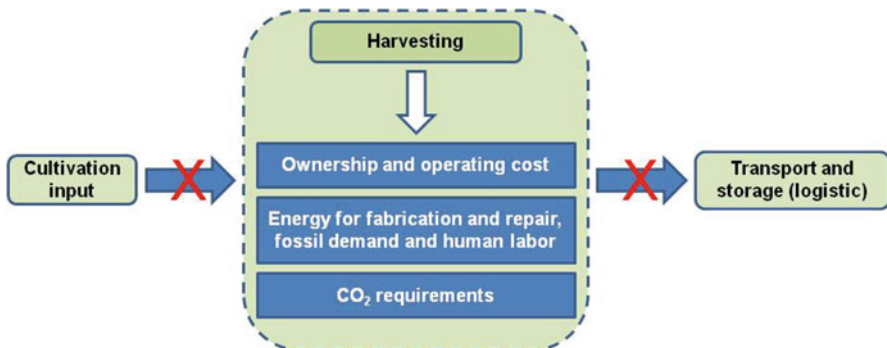 Harvesting
Cultivation
input
Ownership and operating cost
Energy for fabrication and repair,
fossil demand and human labor
CO₂ requirements
Transport and
storage (logistic)